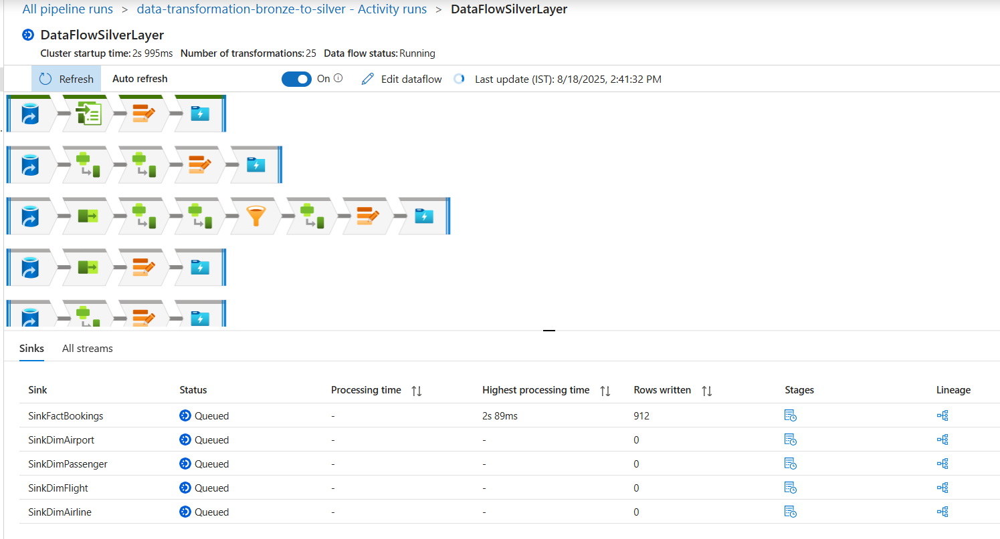 All pipeline runs > data-transformation-bronze-to-silver - Activity runs > DataFlowSilverLayer
DataFlowSilverLayer
Cluster startup time: 2s 995ms Number of transformations: 25 Data flow status: Running
Refresh Auto refresh On Edit dataflow Last update (IST): 8/18/2025, 2:41:32 PM
Sinks All streams
Sink Status Processing time Highest processing time Rows written Stages Lineage
SinkFactBookings Queued - 2s 89ms 912
SinkDimAirport Queued - - 0
SinkDimPassenger Queued - - 0
SinkDimFlight Queued - - 0
SinkDimAirline Queued - - 0